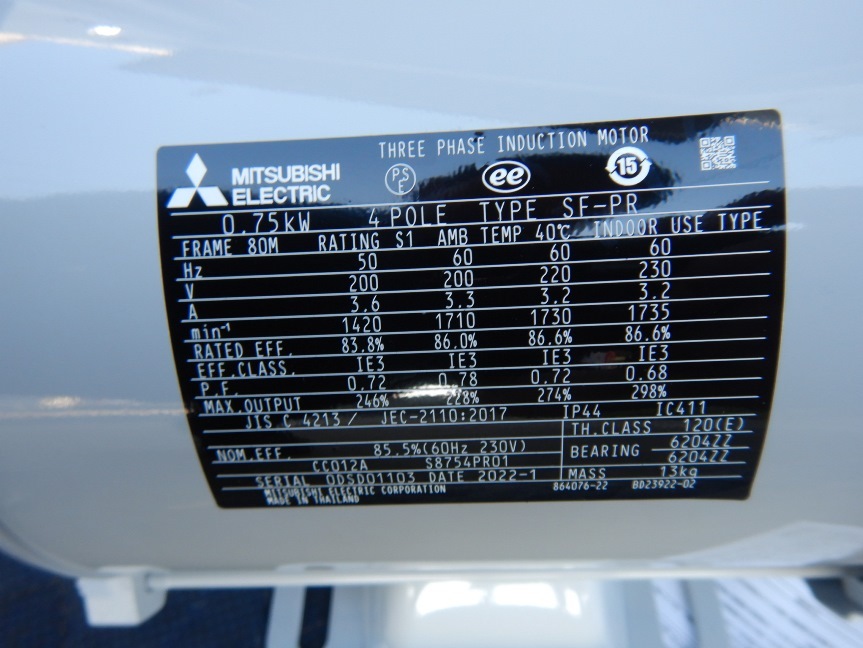 THREE PHASE INDUCTION MOTOR
MITSUBISHI
ELECTRIC
PS
E
ee
15
0.75kW 4 POLE TYPE SF-PR
FRAME 80M RATING S1 AMB TEMP 40℃ INDOOR USE TYPE
Hz 50 60 60 60
V 200 200 220 230
A 3.6 3.3 3.2 3.2
min⁻¹ 1420 1710 1730 1735
RATED EFF. 83.8% 86.0% 86.6% 86.6%
EFF.CLASS. IE3 IE3 IE3 IE3
P.F. 0.72 0.78 0.72 0.68
MAX.OUTPUT 246% 228% 274% 298%
JIS C 4213 / JEC-2110:2017 IP44 IC411
TH.CLASS 120(E)
NOM.EFF. 85.5%(60Hz 230V)
BEARING 6204ZZ
6204ZZ
CC012A S8754PR01
SERIAL 0DSD01103 DATE 2022-1
MASS 13kg
MITSUBISHI ELECTRIC CORPORATION
MADE IN THAILAND
864076-22 BD23922-02